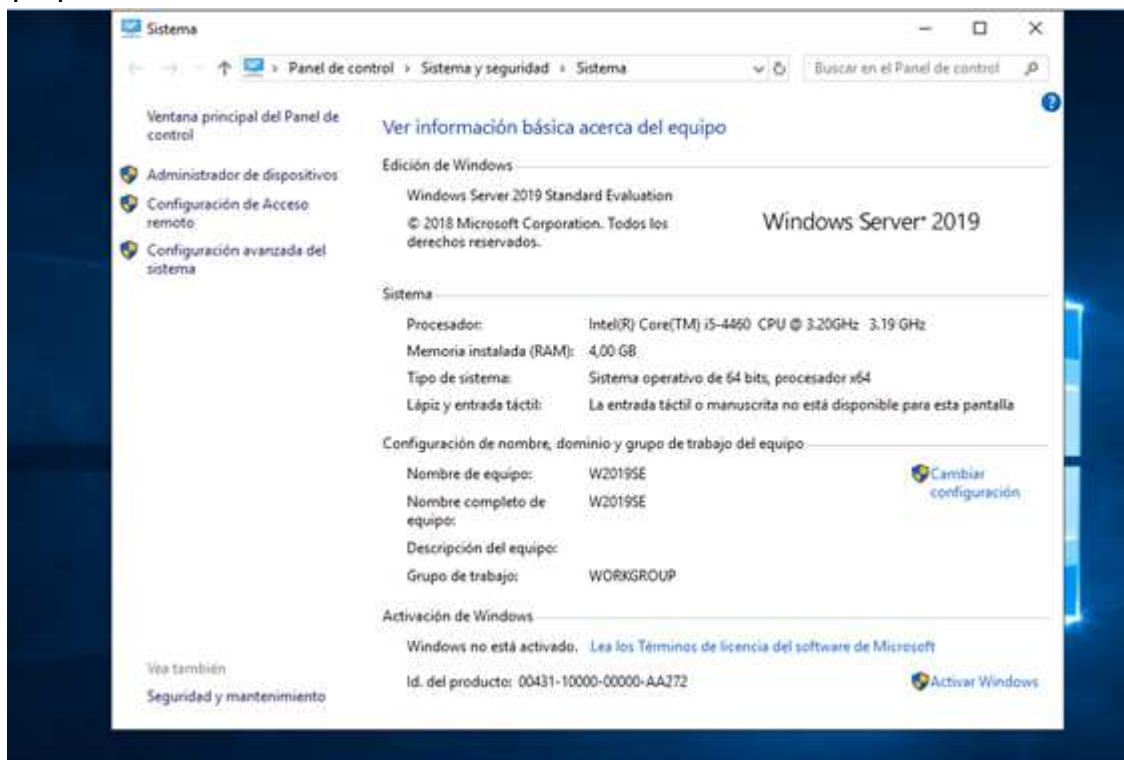 Sistema
Panel de control › Sistema y seguridad › Sistema
Buscar en el Panel de control
Ventana principal del Panel de
control
Administrador de dispositivos
Configuración de Acceso
remoto
Configuración avanzada del
sistema
Vea también
Seguridad y mantenimiento
Ver información básica acerca del equipo
Edición de Windows
Windows Server 2019 Standard Evaluation
© 2018 Microsoft Corporation. Todos los
derechos reservados.
Windows Server® 2019
Sistema
Procesador: Intel(R) Core(TM) i5-4460 CPU @ 3.20GHz 3.19 GHz
Memoria instalada (RAM): 4,00 GB
Tipo de sistema: Sistema operativo de 64 bits, procesador x64
Lápiz y entrada táctil: La entrada táctil o manuscrita no está disponible para esta pantalla
Configuración de nombre, dominio y grupo de trabajo del equipo
Nombre de equipo: W2019SE
Cambiar
configuración
Nombre completo de
equipo: W2019SE
Descripción del equipo:
Grupo de trabajo: WORKGROUP
Activación de Windows
Windows no está activado. Lea los Términos de licencia del software de Microsoft
Id. del producto: 00431-10000-00000-AA272
Activar Windows